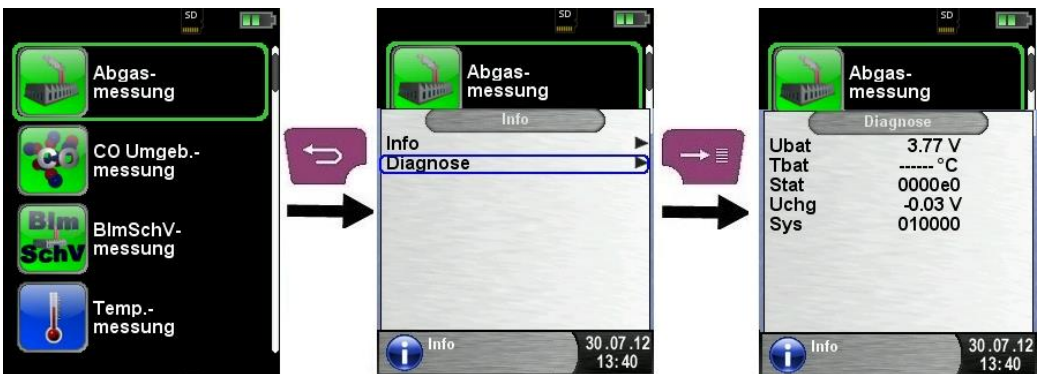 SD
Abgas-
messung
CO
CO Umgeb.-
messung
BIm
SchV
BImSchV-
messung
Temp.-
messung
SD
Abgas-
messung
Info
Info
Diagnose
Info
30.07.12
13:40
SD
Abgas-
messung
Diagnose
Ubat 3.77 V
Tbat ------ °C
Stat 0000e0
Uchg -0.03 V
Sys 010000
Info
30.07.12
13:40